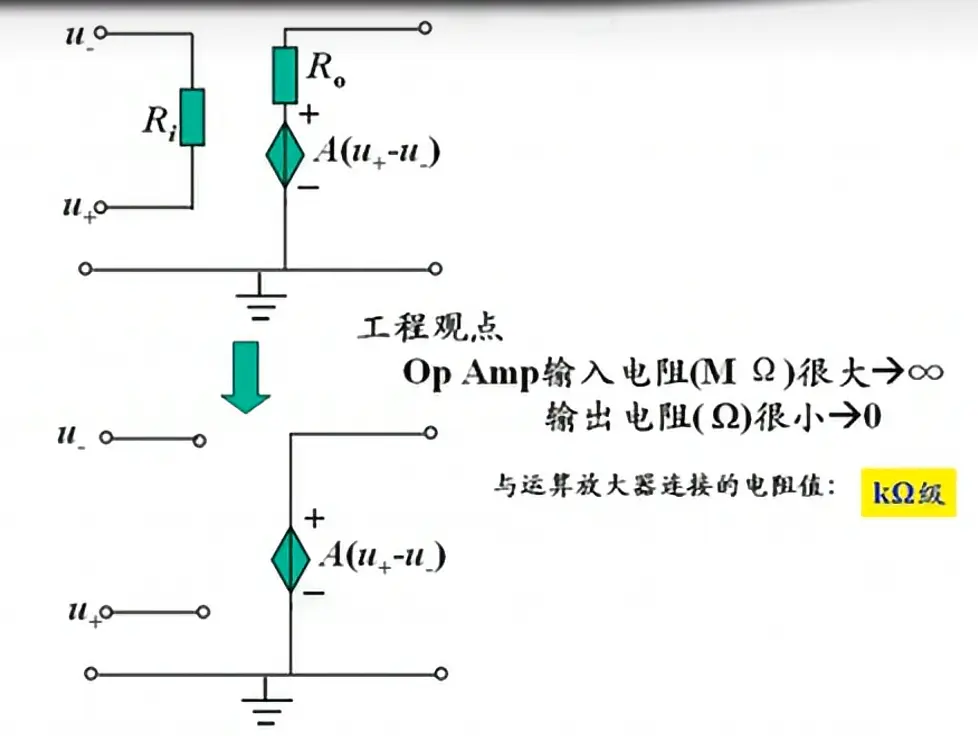 u_-
R_o
R_i
+
A(u_+-u_-)
−
u_+
工程观点
Op Amp输入电阻(M Ω)很大→∞
输出电阻(Ω)很小→0
u_-
与运算放大器连接的电阻值： kΩ级
+
A(u_+-u_-)
−
u_+